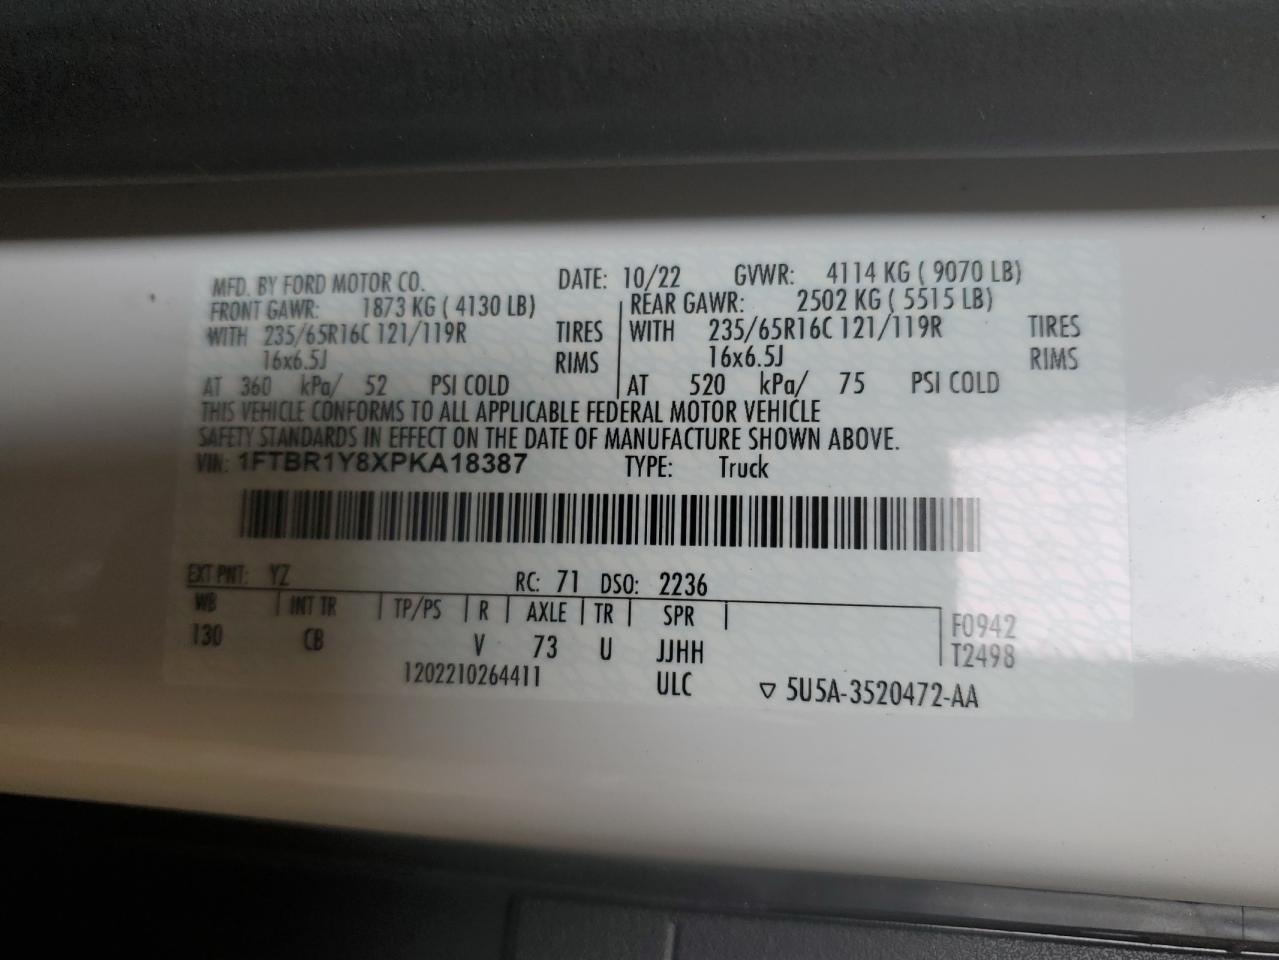 MFD. BY FORD MOTOR CO. DATE: 10/22 GVWR: 4114 KG ( 9070 LB)
FRONT GAWR: 1873 KG ( 4130 LB) REAR GAWR: 2502 KG ( 5515 LB)
WITH 235/65R16C 121/119R TIRES WITH 235/65R16C 121/119R TIRES
16x6.5J RIMS 16x6.5J RIMS
AT 360 kPa/ 52 PSI COLD AT 520 kPa/ 75 PSI COLD
THIS VEHICLE CONFORMS TO ALL APPLICABLE FEDERAL MOTOR VEHICLE
SAFETY STANDARDS IN EFFECT ON THE DATE OF MANUFACTURE SHOWN ABOVE.
VIN: 1FTBR1Y8XPKA18387 TYPE: Truck
EXT PNT: YZ RC: 71 DSO: 2236
WB INT TR TP/PS R AXLE TR SPR F0942
130 CB V 73 U JJHH T2498
1202210264411 ULC ▽ 5U5A-3520472-AA